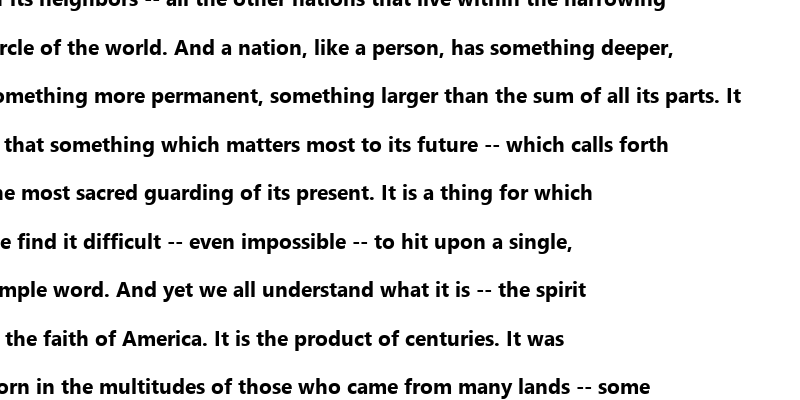 its neighbors -- all the other nations that live within the narrowing
of the world. And a nation, like a person, has something deeper,
more permanent, something larger than the sum of all its parts. It
that something which matters most to its future -- which calls forth
most sacred guarding of its present. It is a thing for which
find it difficult -- even impossible -- to hit upon a single,
word. And yet we all understand what it is -- the spirit
the faith of America. It is the product of centuries. It was
in the multitudes of those who came from many lands -- some